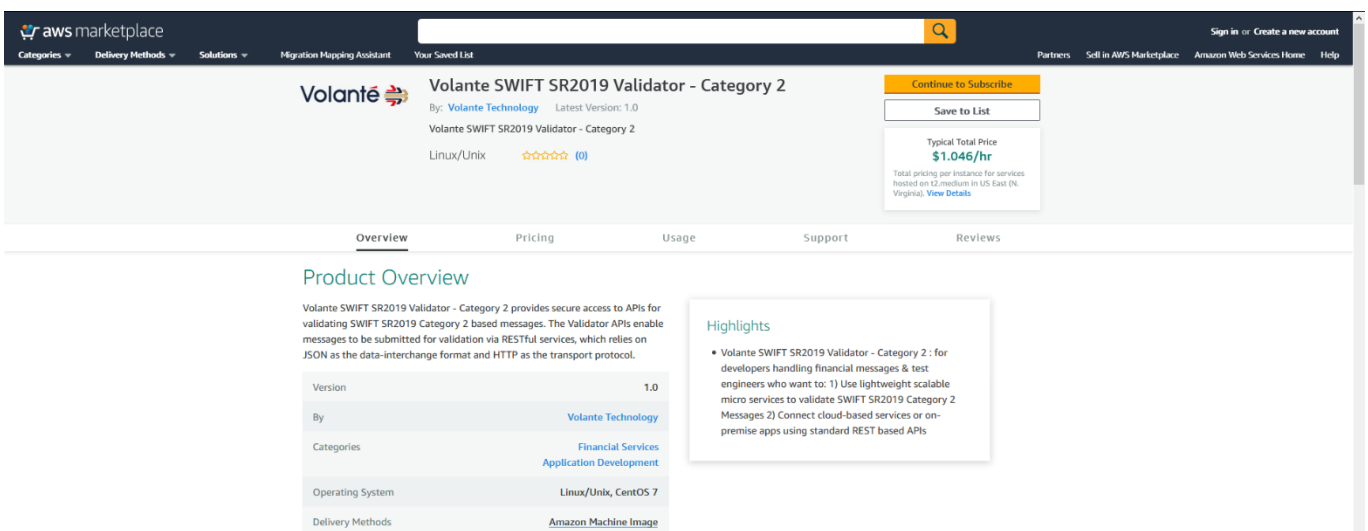 aws marketplace
Sign in or Create a new account
Categories Delivery Methods Solutions Migration Mapping Assistant Your Saved List
Partners Sell in AWS Marketplace Amazon Web Services Home Help
Volanté
Volante SWIFT SR2019 Validator - Category 2
By: Volante Technology Latest Version: 1.0
Volante SWIFT SR2019 Validator - Category 2
Linux/Unix (0)
Continue to Subscribe
Save to List
Typical Total Price
$1.046/hr
Total pricing per instance for services
hosted on t2.medium in US East (N.
Virginia). View Details
Overview Pricing Usage Support Reviews
Product Overview
Volante SWIFT SR2019 Validator - Category 2 provides secure access to APIs for
validating SWIFT SR2019 Category 2 based messages. The Validator APIs enable
messages to be submitted for validation via RESTful services, which relies on
JSON as the data-interchange format and HTTP as the transport protocol.
Version 1.0
By Volante Technology
Categories Financial Services
Application Development
Operating System Linux/Unix, CentOS 7
Delivery Methods Amazon Machine Image
Highlights
• Volante SWIFT SR2019 Validator - Category 2 : for
developers handling financial messages & test
engineers who want to: 1) Use lightweight scalable
micro services to validate SWIFT SR2019 Category 2
Messages 2) Connect cloud-based services or on-
premise apps using standard REST based APIs